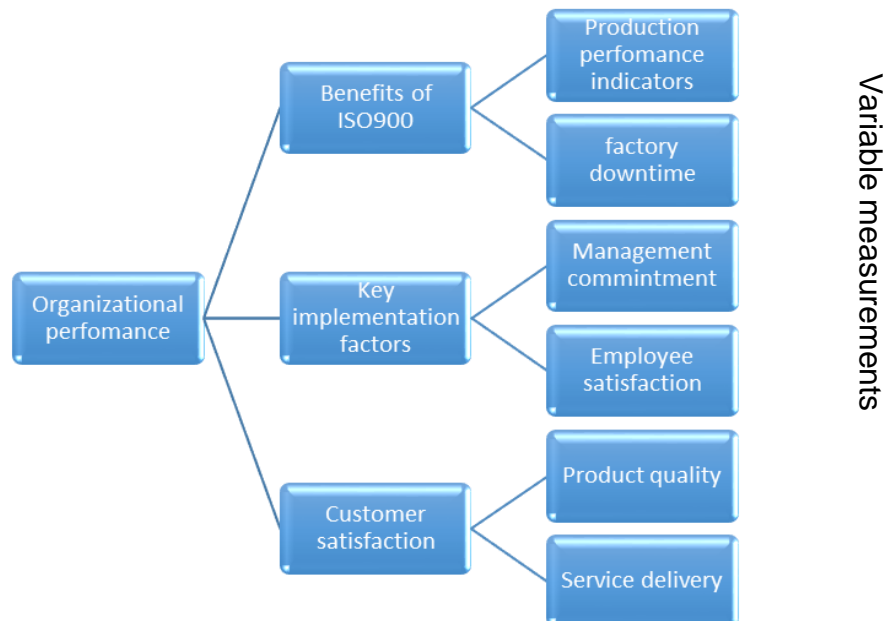 Production
perfomance
indicators
Benefits of
ISO900
factory
downtime
Management
commintment
Organizational
perfomance
Key
implementation
factors
Employee
satisfaction
Product quality
Customer
satisfaction
Service delivery
Variable measurements